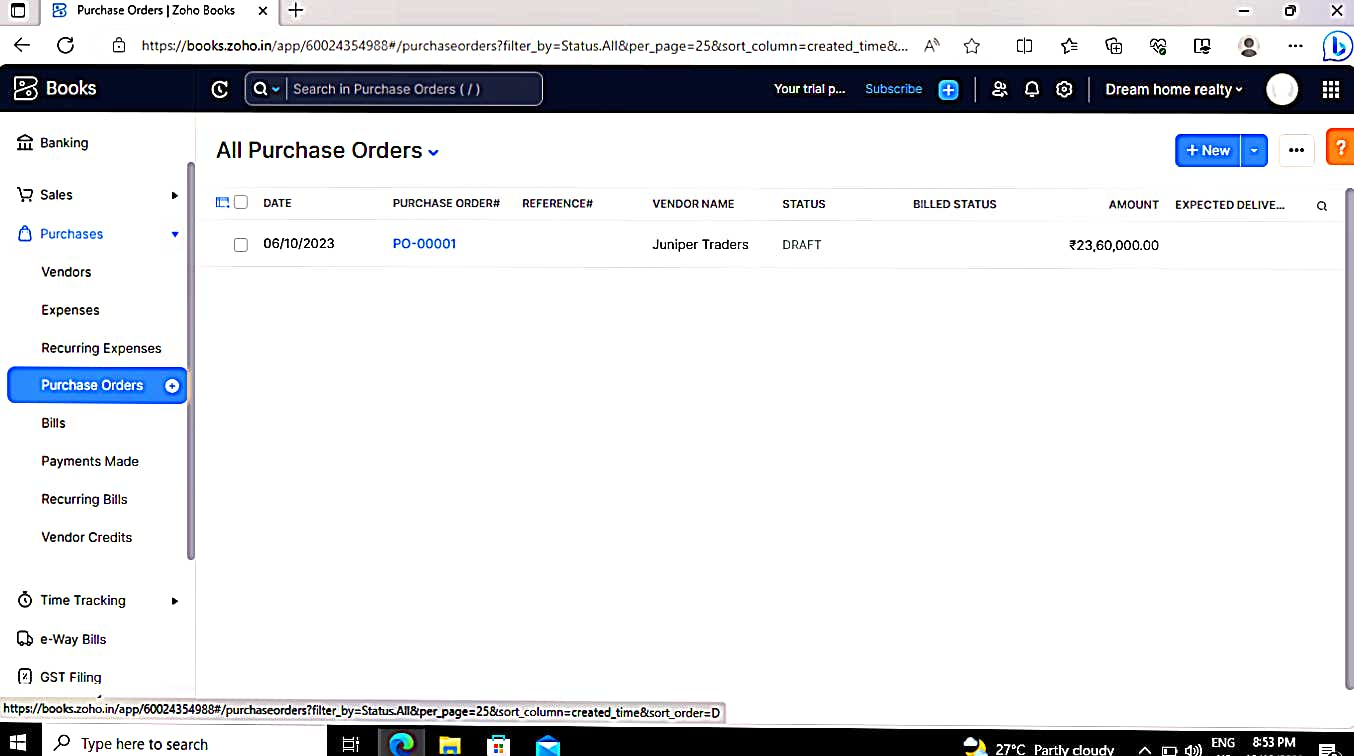 Purchase Orders | Zoho Books
https://books.zoho.in/app/60024354988#/purchaseorders?filter_by=Status.All&per_page=25&sort_column=created_time&...
Books
Search in Purchase Orders ( / )
Your trial p...
Subscribe
Dream home realty
Banking
Sales
Purchases
Vendors
Expenses
Recurring Expenses
Purchase Orders
Bills
Payments Made
Recurring Bills
Vendor Credits
Time Tracking
e-Way Bills
GST Filing
All Purchase Orders
+ New
?
DATE PURCHASE ORDER# REFERENCE# VENDOR NAME STATUS BILLED STATUS AMOUNT EXPECTED DELIVE...
06/10/2023 PO-00001 Juniper Traders DRAFT ₹23,60,000.00
https://books.zoho.in/app/60024354988#/purchaseorders?filter_by=Status.All&per_page=25&sort_column=created_time&sort_order=D
Type here to search
27°C Partly cloudy
ENG
8:53 PM